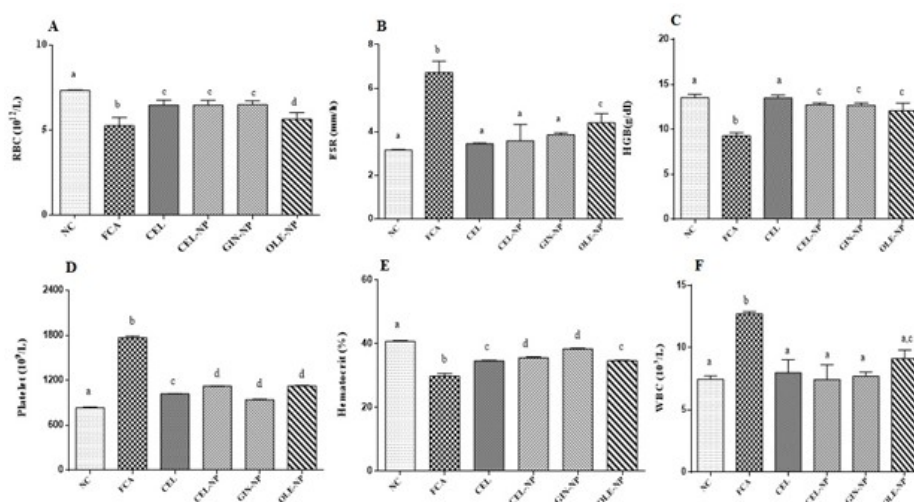 A
RBC (10¹²/L)
10
5
0
a
b
c
c
c
d
NC
FCA
CEL
CEL-NP
GIN-NP
OLE-NP
B
ESR (mm/h)
8
6
4
2
0
a
b
a
a
a
c
NC
FCA
CEL
CEL-NP
GIN-NP
OLE-NP
C
HGB(g/dl)
20
15
10
5
0
a
b
a
c
c
c
NC
FCA
CEL
CEL-NP
GIN-NP
OLE-NP
D
Platelet (10⁹/L)
2400
1800
1200
600
0
a
b
c
d
d
d
NC
FCA
CEL
CEL-NP
GIN-NP
OLE-NP
E
Hematocrit (%)
60
40
20
0
a
b
c
d
d
c
NC
FCA
CEL
CEL-NP
GIN-NP
OLE-NP
F
15
10
5
0
a
b
a
a
a
a,c
NC
FCA
CEL
CEL-NP
GIN-NP
OLE-NP